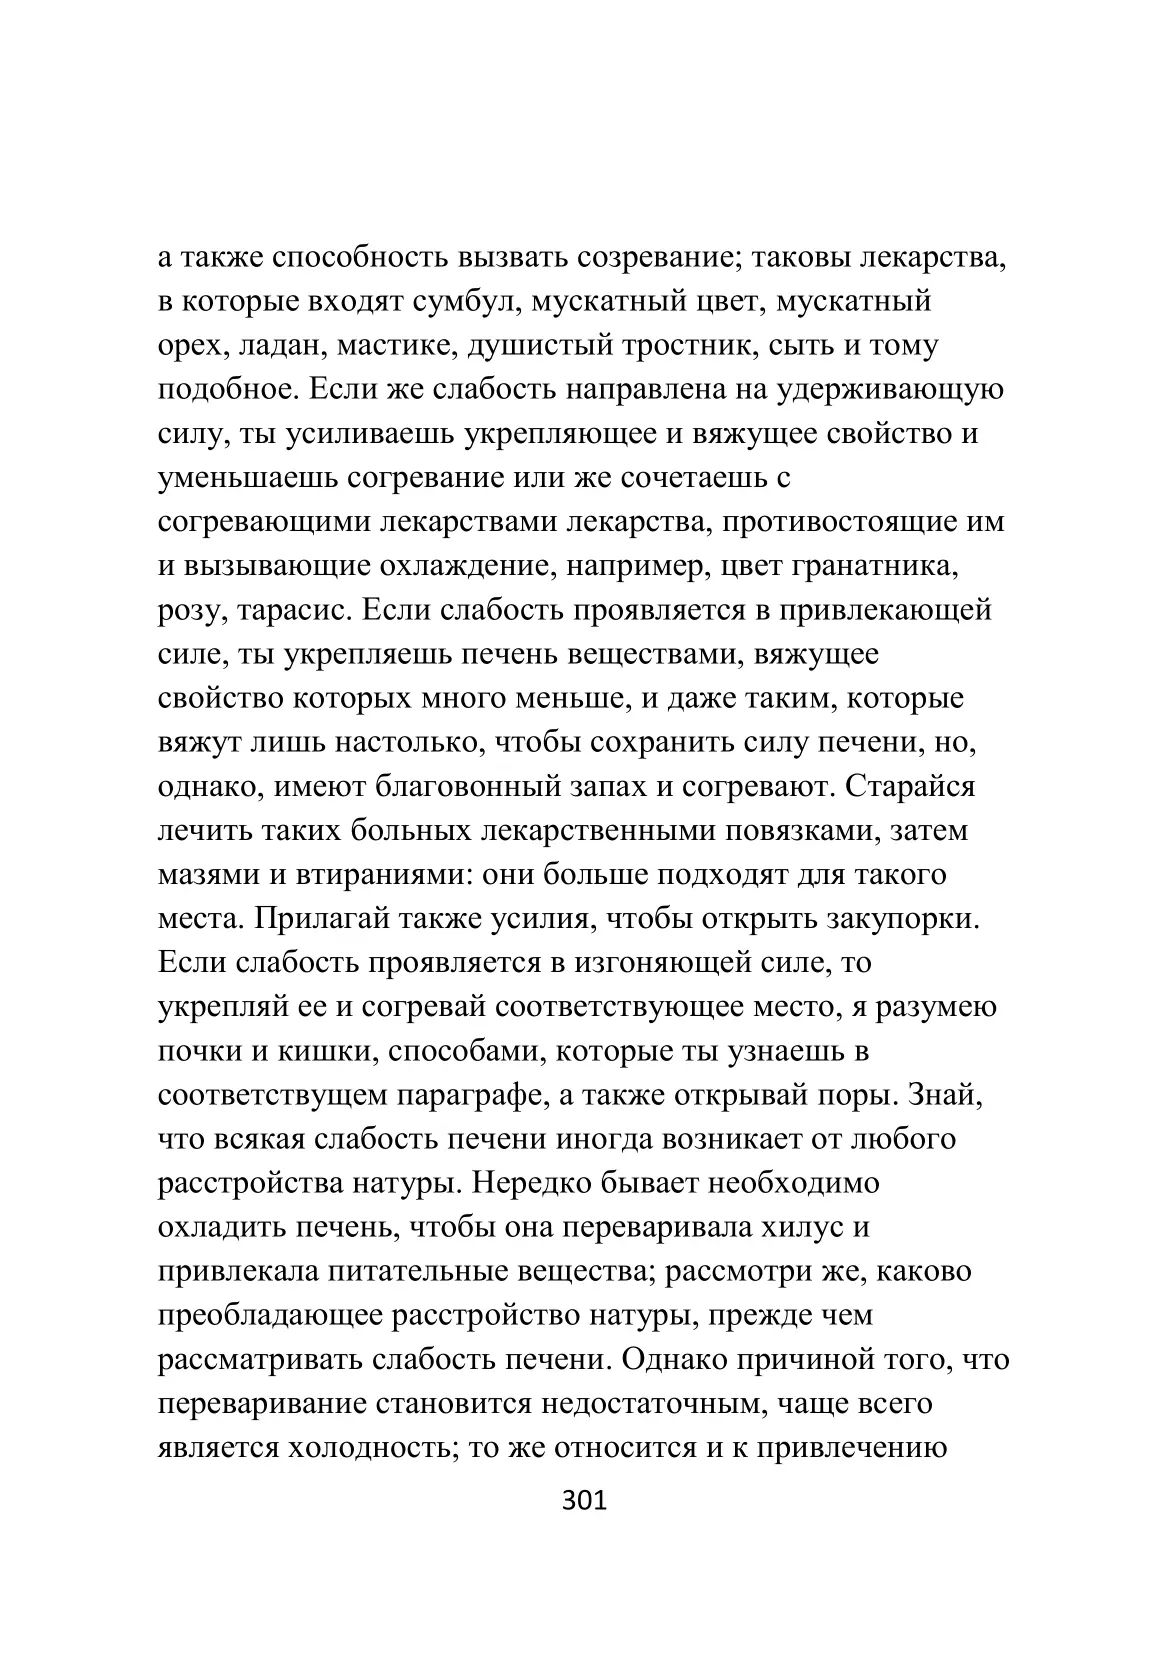 а также способность вызвать созревание; таковы лекарства,
в которые входят сумбул, мускатный цвет, мускатный
орех, ладан, мастике, душистый тростник, сыть и тому
подобное. Если же слабость направлена на удерживающую
силу, ты усиливаешь укрепляющее и вяжущее свойство и
уменьшаешь согревание или же сочетаешь с
согревающими лекарствами лекарства, противостоящие им
и вызывающие охлаждение, например, цвет гранатника,
розу, тарасис. Если слабость проявляется в привлекающей
силе, ты укрепляешь печень веществами, вяжущее
свойство которых много меньше, и даже таким, которые
вяжут лишь настолько, чтобы сохранить силу печени, но,
однако, имеют благовонный запах и согревают. Старайся
лечить таких больных лекарственными повязками, затем
мазями и втираниями: они больше подходят для такого
места. Прилагай также усилия, чтобы открыть закупорки.
Если слабость проявляется в изгоняющей силе, то
укрепляй ее и согревай соответствующее место, я разумею
почки и кишки, способами, которые ты узнаешь в
соответствущем параграфе, а также открывай поры. Знай,
что всякая слабость печени иногда возникает от любого
расстройства натуры. Нередко бывает необходимо
охладить печень, чтобы она переваривала хилус и
привлекала питательные вещества; рассмотри же, каково
преобладающее расстройство натуры, прежде чем
рассматривать слабость печени. Однако причиной того, что
переваривание становится недостаточным, чаще всего
является холодность; то же относится и к привлечению
301